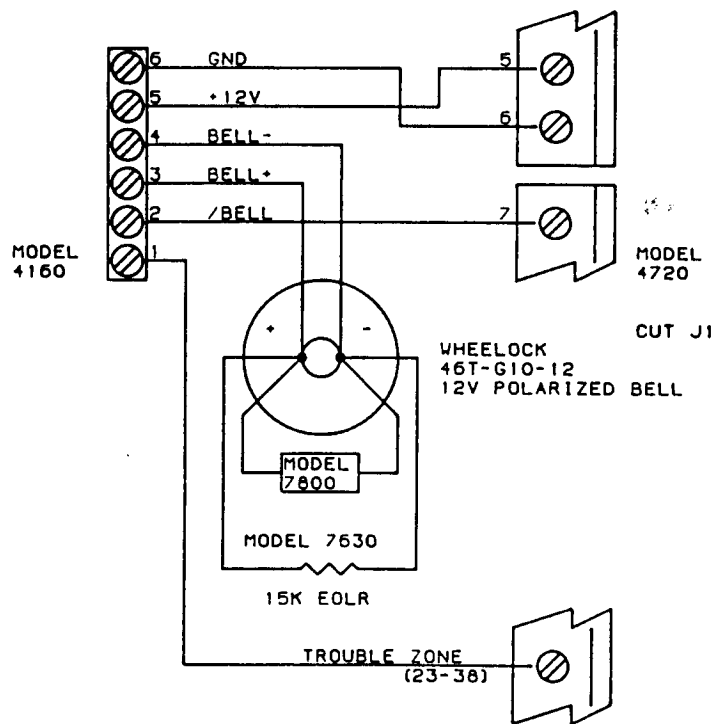 6 GND
5 +12V
4 BELL-
3 BELL+
2 /BELL
1
MODEL
4160
5
6
7
MODEL
4720
CUT J1
+ -
WHEELOCK
46T-G10-12
12V POLARIZED BELL
MODEL
7800
MODEL 7630
15K EOLR
TROUBLE ZONE
(23-38)